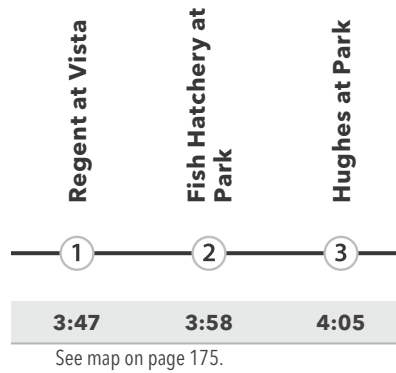 Regent at Vista
Fish Hatchery at
Park
Hughes at Park
1 2 3
3:47 3:58 4:05
See map on page 175.